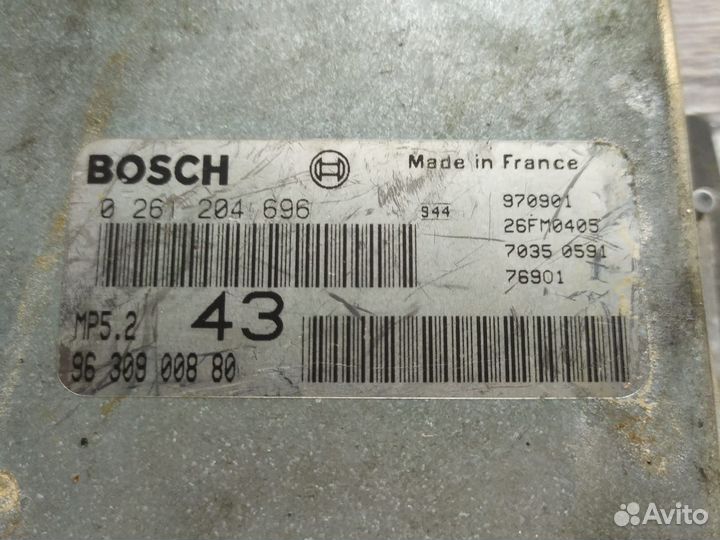 BOSCH
Made in France
0 261 204 696
944
970901
26FM0405
7035 0591
76901
MP5.2
43
96 309 008 80
Avito